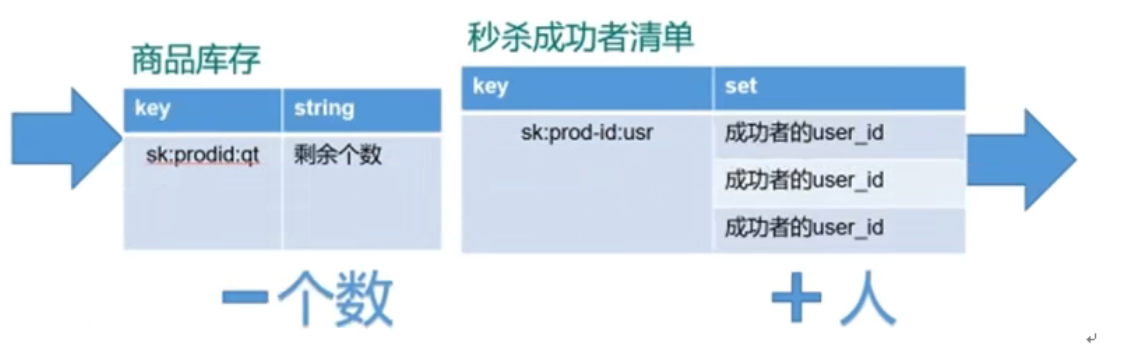 商品库存
key string
sk:prodid:qt 剩余个数
秒杀成功者清单
key set
sk:prod-id:usr 成功者的user_id
成功者的user_id
成功者的user_id
－个数
＋人